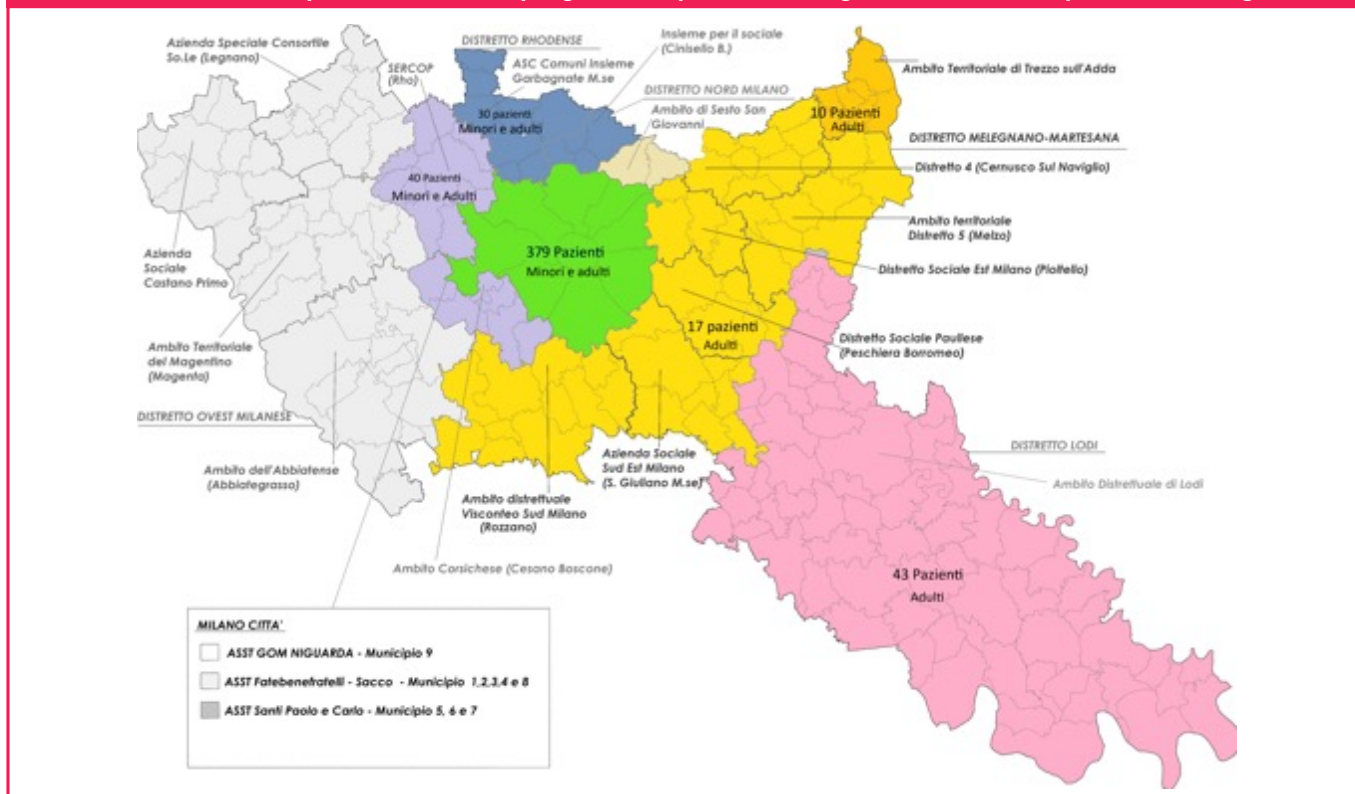 Azienda Speciale Consortile
So.Le (Legnano)
DISTRETTO RHODENSE
SERCOP
(Rho)
ASC Comuni Insieme
Garbagnate M.se
Insieme per il sociale
(Cinisello B.)
DISTRETTO NORD MILANO
Ambito di Sesto San
Giovanni
Ambito Territoriale di Trezzo sull'Adda
30 pazienti
Minori e adulti
10 Pazienti
Adulti
DISTRETTO MELEGNANO-MARTESANA
Distretto 4 (Cernusco Sul Naviglio)
40 Pazienti
Minori e Adulti
Ambito territoriale
Distretto 5 (Melzo)
Azienda
Sociale
Castano Primo
379 Pazienti
Minori e adulti
Distretto Sociale Est Milano (Pioltello)
17 pazienti
Adulti
Distretto Sociale Paullese
(Peschiera Borromeo)
Ambito Territoriale
del Magentino
(Magenta)
DISTRETTO OVEST MILANESE
Ambito dell'Abbiatense
(Abbiategrasso)
Azienda Sociale
Sud Est Milano
(S. Giuliano M.se)
DISTRETTO LODI
Ambito Distrettuale di Lodi
Ambito distrettuale
Visconteo Sud Milano
(Rozzano)
Ambito Corsichese (Cesano Boscone)
43 Pazienti
Adulti
MILANO CITTA'
ASST GOM NIGUARDA - Municipio 9
ASST Fatebenefratelli - Sacco - Municipio 1,2,3,4 e 8
ASST Santi Paolo e Carlo - Municipio 5, 6 e 7